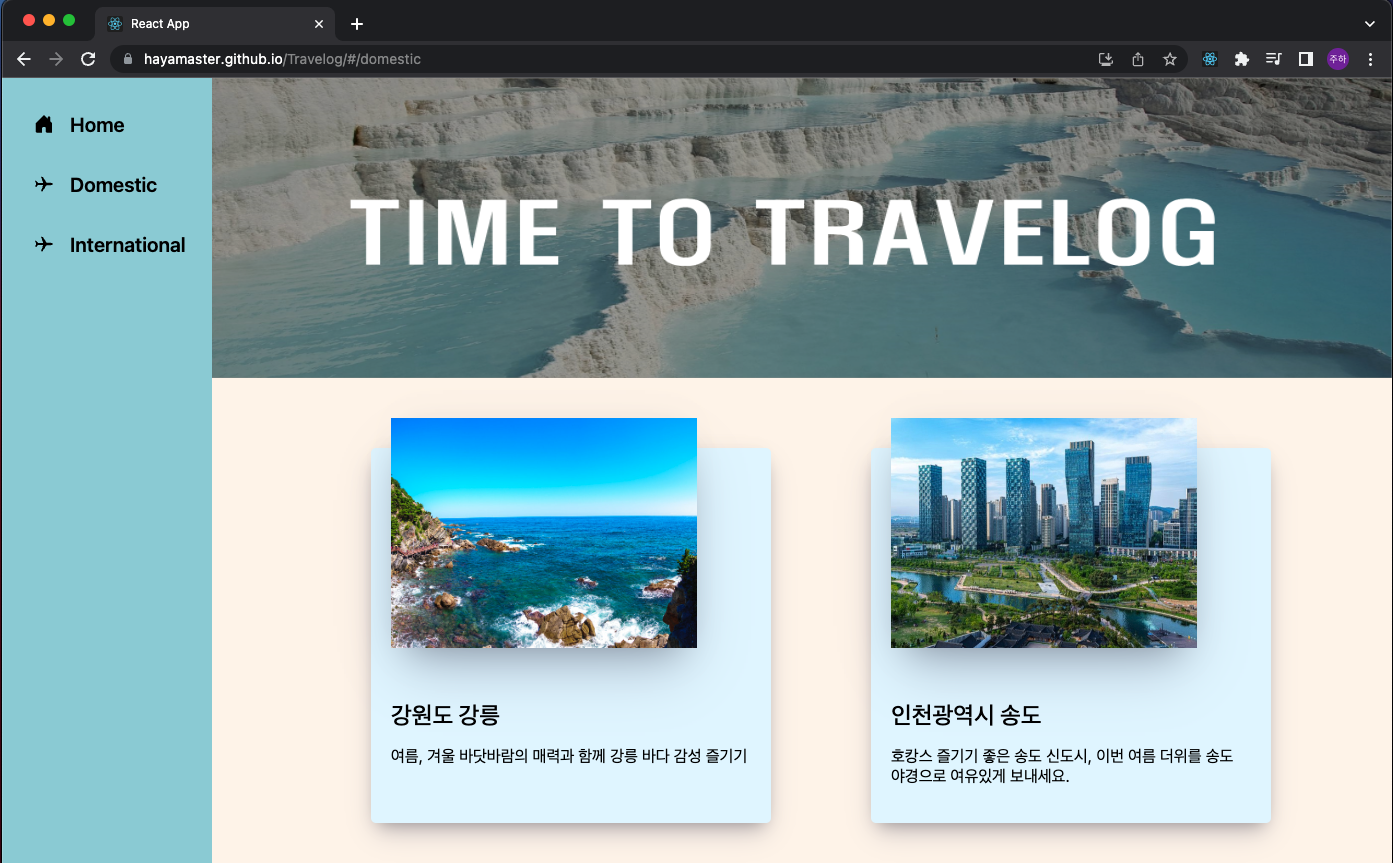 React App
hayamaster.github.io/Travelog/#/domestic
주하
Home
Domestic
International
TIME TO TRAVELOG
강원도 강릉
여름, 겨울 바닷바람의 매력과 함께 강릉 바다 감성 즐기기
인천광역시 송도
호캉스 즐기기 좋은 송도 신도시, 이번 여름 더위를 송도
야경으로 여유있게 보내세요.